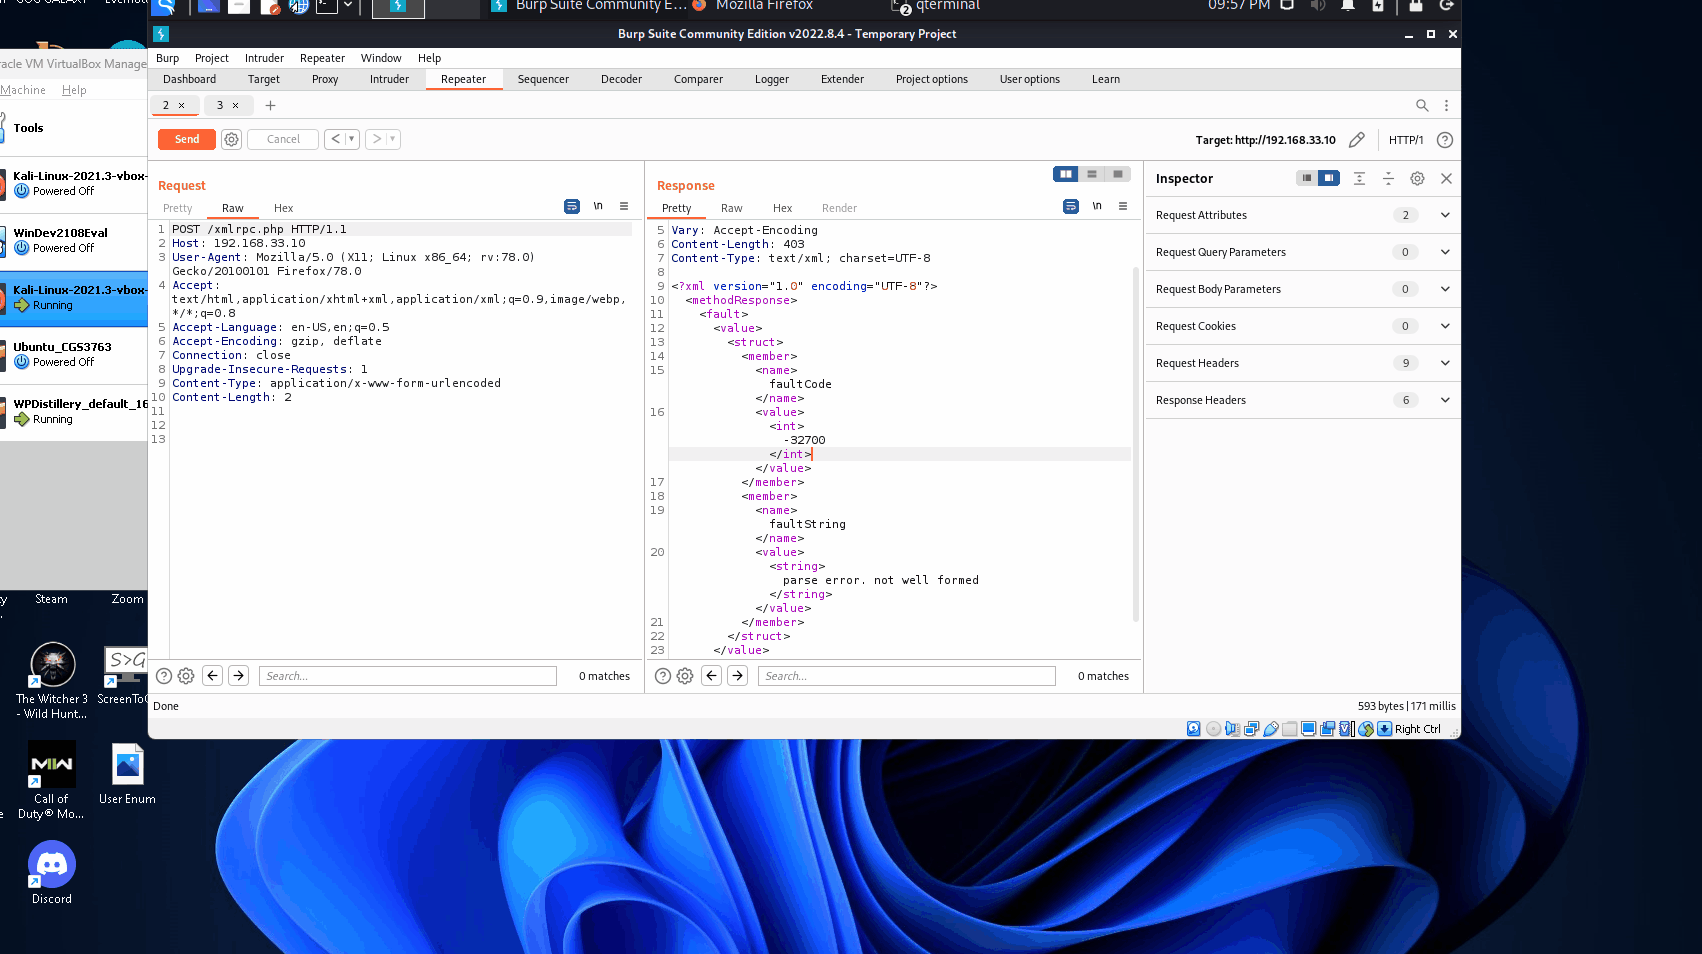 Burp Suite Community E...
Mozilla Firefox
2
qterminal
09:57 PM
Burp Suite Community Edition v2022.8.4 - Temporary Project
racle VM VirtualBox Manage
Machine Help
Tools
Kali-Linux-2021.3-vbox-
Powered Off
WinDev2108Eval
Powered Off
Kali-Linux-2021.3-vbox-
Running
Ubuntu_CGS3763
Powered Off
WPDistillery_default_16
Running
Burp Project Intruder Repeater Window Help
Dashboard Target Proxy Intruder Repeater Sequencer Decoder Comparer Logger Extender Project options User options Learn
2 × 3 × +
Send Cancel < >
Target: http://192.168.33.10 HTTP/1 ?
Request
Pretty Raw Hex
\n
1 POST /xmlrpc.php HTTP/1.1
2 Host: 192.168.33.10
3 User-Agent: Mozilla/5.0 (X11; Linux x86_64; rv:78.0)
Gecko/20100101 Firefox/78.0
4 Accept:
text/html,application/xhtml+xml,application/xml;q=0.9,image/webp,
*/*;q=0.8
5 Accept-Language: en-US,en;q=0.5
6 Accept-Encoding: gzip, deflate
7 Connection: close
8 Upgrade-Insecure-Requests: 1
9 Content-Type: application/x-www-form-urlencoded
10 Content-Length: 2
11
12
13
? Search... 0 matches
Response
Pretty Raw Hex Render
\n
5 Vary: Accept-Encoding
6 Content-Length: 403
7 Content-Type: text/xml; charset=UTF-8
8
9 <?xml version="1.0" encoding="UTF-8"?>
10 <methodResponse>
11 <fault>
12 <value>
13 <struct>
14 <member>
15 <name>
faultCode
</name>
16 <value>
<int>
-32700
</int>
</value>
17 </member>
18 <member>
19 <name>
faultString
</name>
20 <value>
<string>
parse error. not well formed
</string>
</value>
21 </member>
22 </struct>
23 </value>
? Search... 0 matches
Inspector
Request Attributes 2
Request Query Parameters 0
Request Body Parameters 0
Request Cookies 0
Request Headers 9
Response Headers 6
Done
593 bytes | 171 millis
Right Ctrl
Steam
Zoom
The Witcher 3
- Wild Hunt...
S>G
ScreenTo
MW
Call of
Duty® Mo...
User Enum
Discord